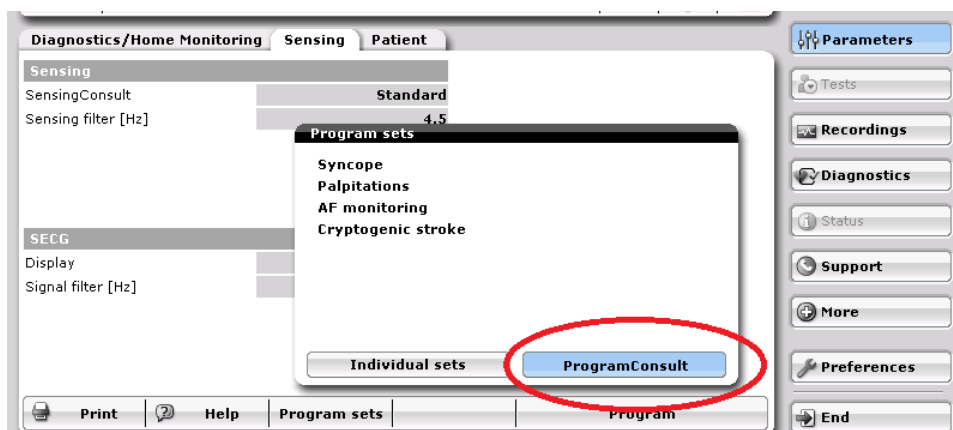 Diagnostics/Home Monitoring Sensing Patient
Sensing
SensingConsult Standard
Sensing filter [Hz] 4.5
Program sets
Syncope
Palpitations
AF monitoring
Cryptogenic stroke
Individual sets ProgramConsult
SECG
Display
Signal filter [Hz]
Print Help Program sets Program
Parameters
Tests
Recordings
Diagnostics
Status
Support
More
Preferences
End